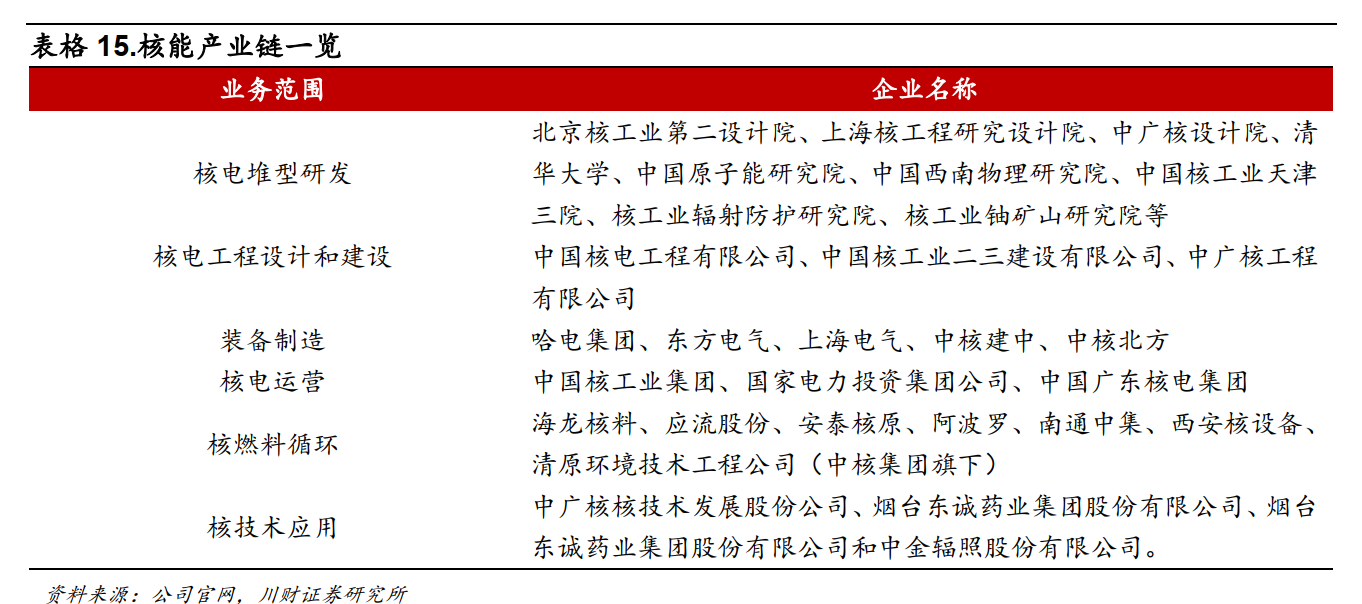 表格 15.核能产业链一览
业务范围 企业名称
北京核工业第二设计院、上海核工程研究设计院、中广核设计院、清
核电堆型研发 华大学、中国原子能研究院、中国西南物理研究院、中国核工业天津
三院、核工业辐射防护研究院、核工业铀矿山研究院等
核电工程设计和建设 中国核电工程有限公司、中国核工业二三建设有限公司、中广核工程
有限公司
装备制造 哈电集团、东方电气、上海电气、中核建中、中核北方
核电运营 中国核工业集团、国家电力投资集团公司、中国广东核电集团
核燃料循环 海龙核料、应流股份、安泰核原、阿波罗、南通中集、西安核设备、
清原环境技术工程公司（中核集团旗下）
核技术应用 中广核核技术发展股份公司、烟台东诚药业集团股份有限公司、烟台
东诚药业集团股份有限公司和中金辐照股份有限公司。
资料来源：公司官网，川财证券研究所